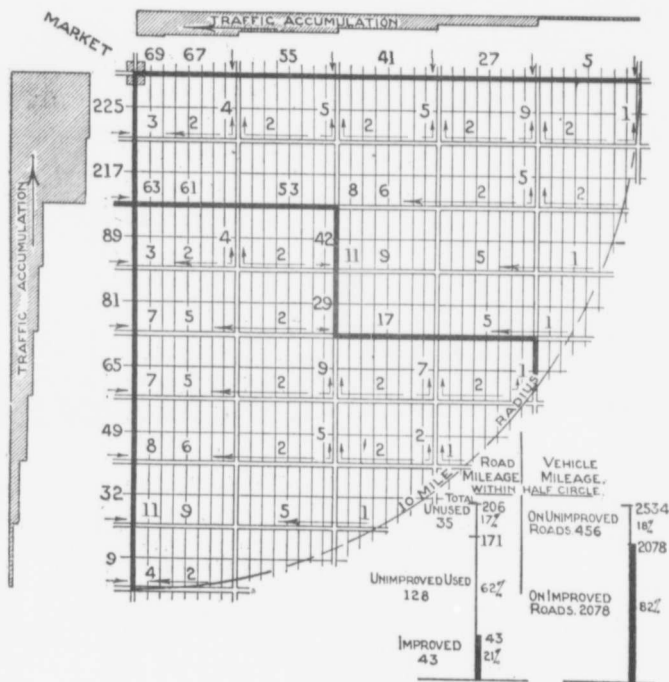 TRAFFIC ACCUMULATION
MARKET
69 67 55 41 27 5
225 4 5 5 9 1
3 2 2 2 2 2
217 5
63 61 53 8 6 2 2
TRAFFIC ACCUMULATION
89 4 42
3 2 2 11 9 5 1
81 29
7 5 2 17 5 1
65 9 7 1
7 5 2 2 2
RADIUS
49 5 2
8 6 2 2 1
10 MILE
32
11 9 5 1
9
4 2
ROAD MILEAGE
VEHICLE MILEAGE.
WITHIN HALF CIRCLE.
TOTAL
UNUSED
35
206
17%
171
UNIMPROVED USED
128
62%
IMPROVED
43
43
21%
ON UNIMPROVED
ROADS. 456
2534
18%
2078
ON IMPROVED
ROADS. 2078
82%